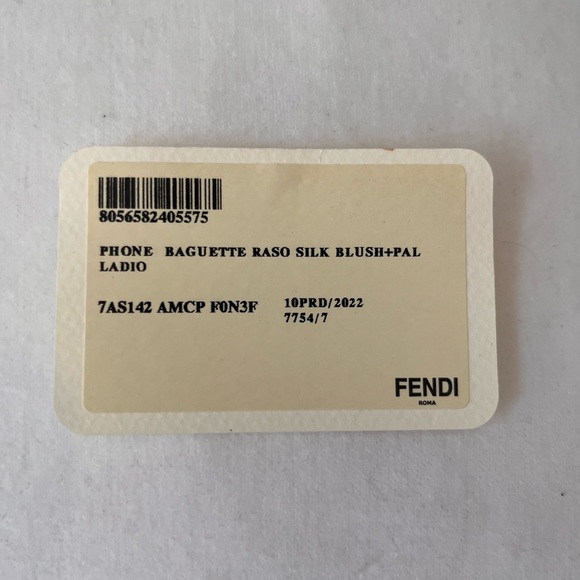 8056582405575
PHONE BAGUETTE RASO SILK BLUSH+PAL
LADIO
7AS142 AMCP F0N3F
10PRD/2022
7754/7
FENDI
ROMA